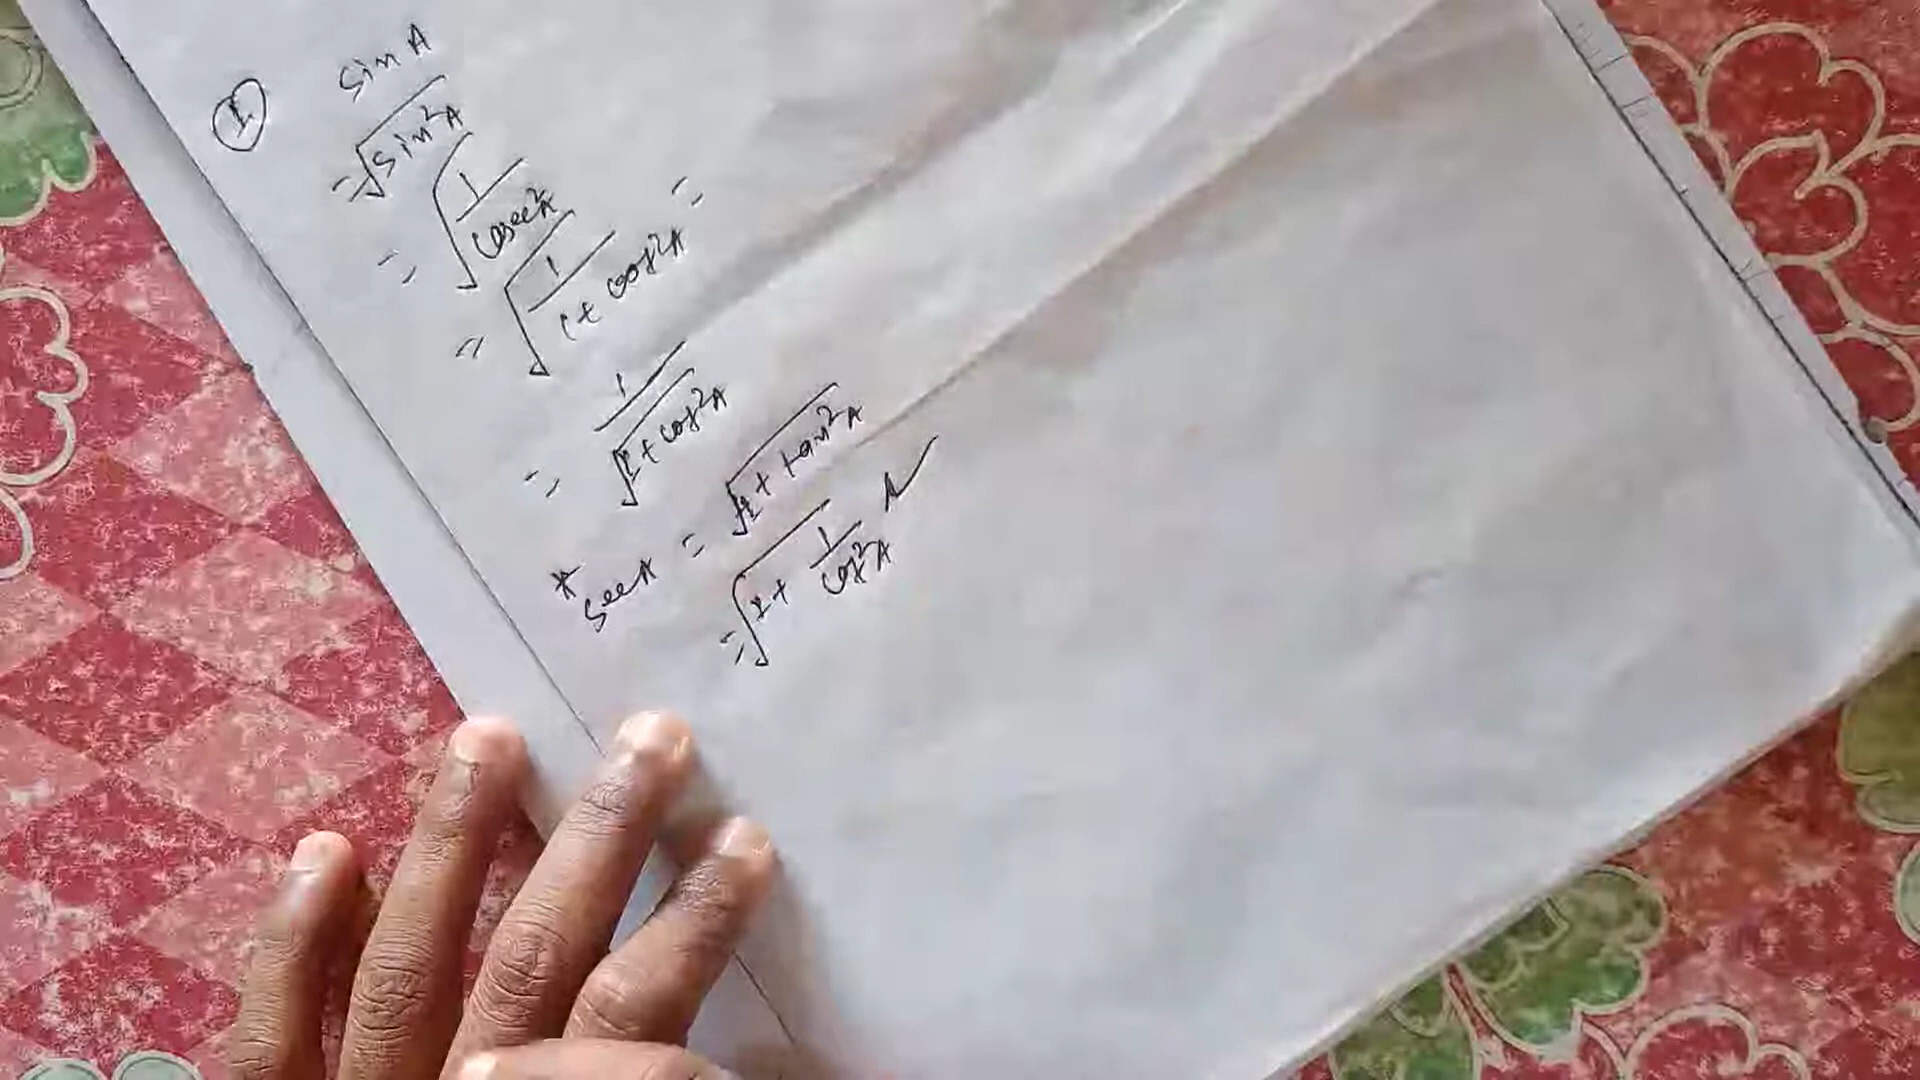 ① sin A
= √sin²A
= √(1/cosec²A)
= √(1/(1 + cot²A)) =
= 1/√(1 + cot²A)
* sec A = √(1 + tan²A)
= √(1 + 1/cot²A)